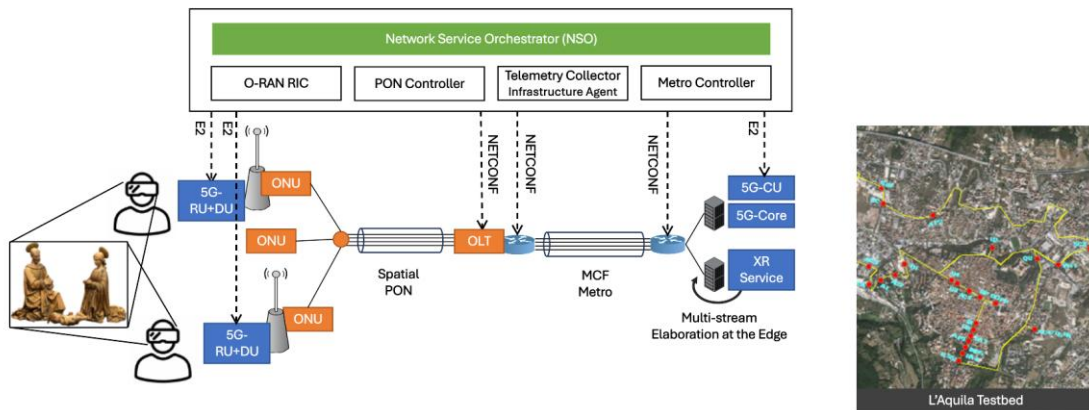 Network Service Orchestrator (NSO)
O-RAN RIC
PON Controller
Telemetry Collector
Infrastructure Agent
Metro Controller
E2
E2
NETCONF
NETCONF
NETCONF
E2
5G-
RU+DU
ONU
ONU
ONU
5G-
RU+DU
OLT
Spatial
PON
MCF
Metro
5G-CU
5G-Core
XR
Service
Multi-stream
Elaboration at the Edge
L'Aquila Testbed